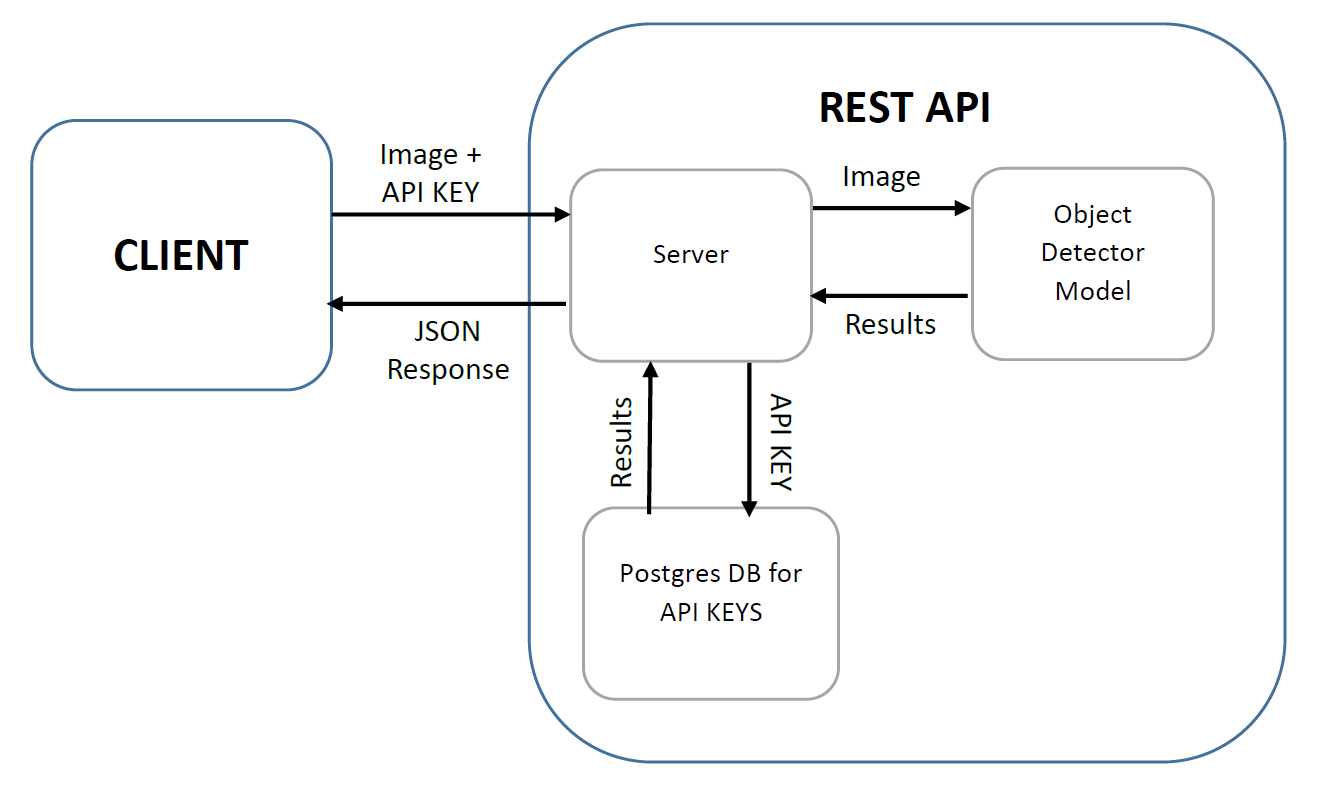 REST API
Image +
API KEY
CLIENT
JSON
Response
Server
Image
Results
Object
Detector
Model
Results
API KEY
Postgres DB for
API KEYS